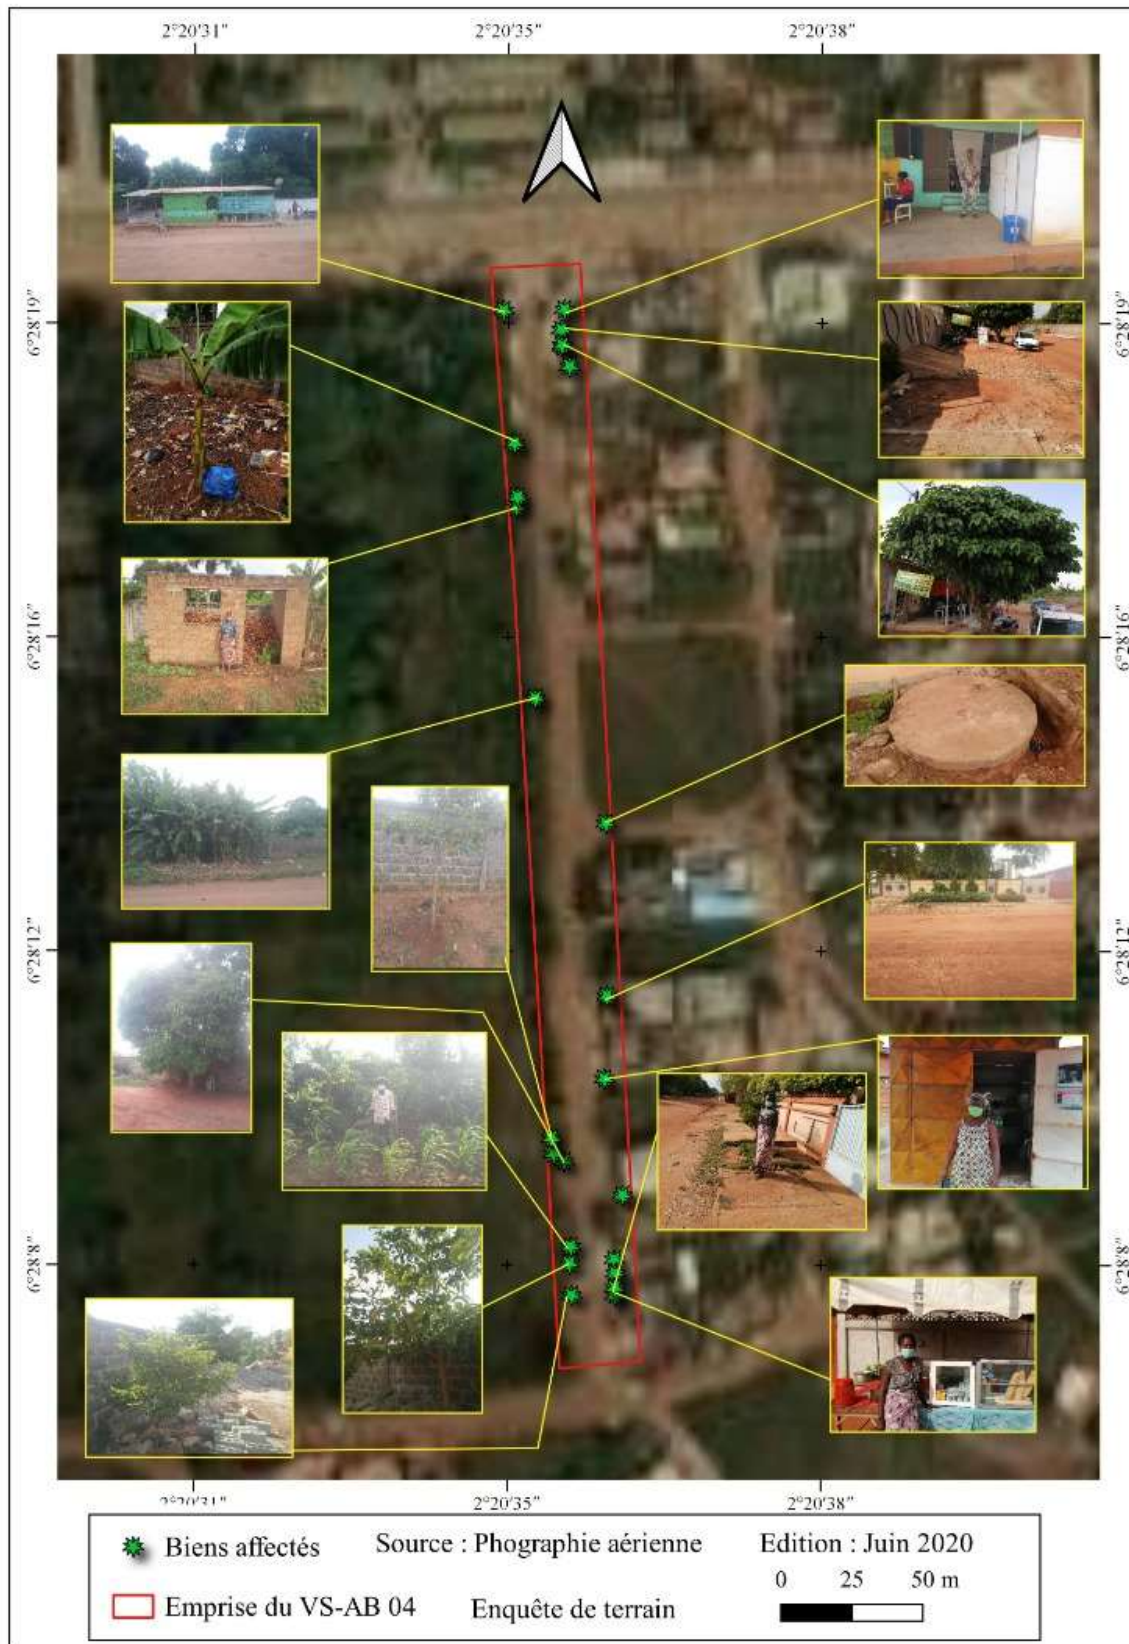 2°20'31" 2°20'35" 2°20'38"
6°28'19" 6°28'19"
6°28'16" 6°28'16"
6°28'12" 6°28'12"
6°28'8" 6°28'8"
2°20'31" 2°20'35" 2°20'38"
Biens affectés Source : Phographie aérienne Edition : Juin 2020
0 25 50 m
Emprise du VS-AB 04 Enquête de terrain